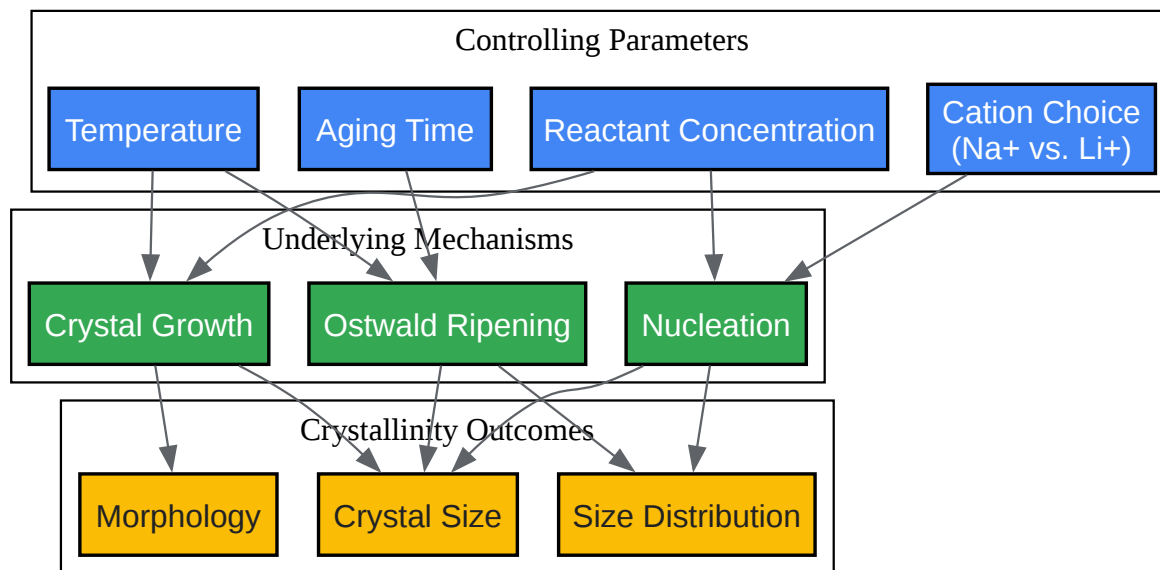 Controlling Parameters
Temperature
Aging Time
Reactant Concentration
Cation Choice
(Na+ vs. Li+)
Underlying Mechanisms
Crystal Growth
Ostwald Ripening
Nucleation
Crystallinity Outcomes
Morphology
Crystal Size
Size Distribution